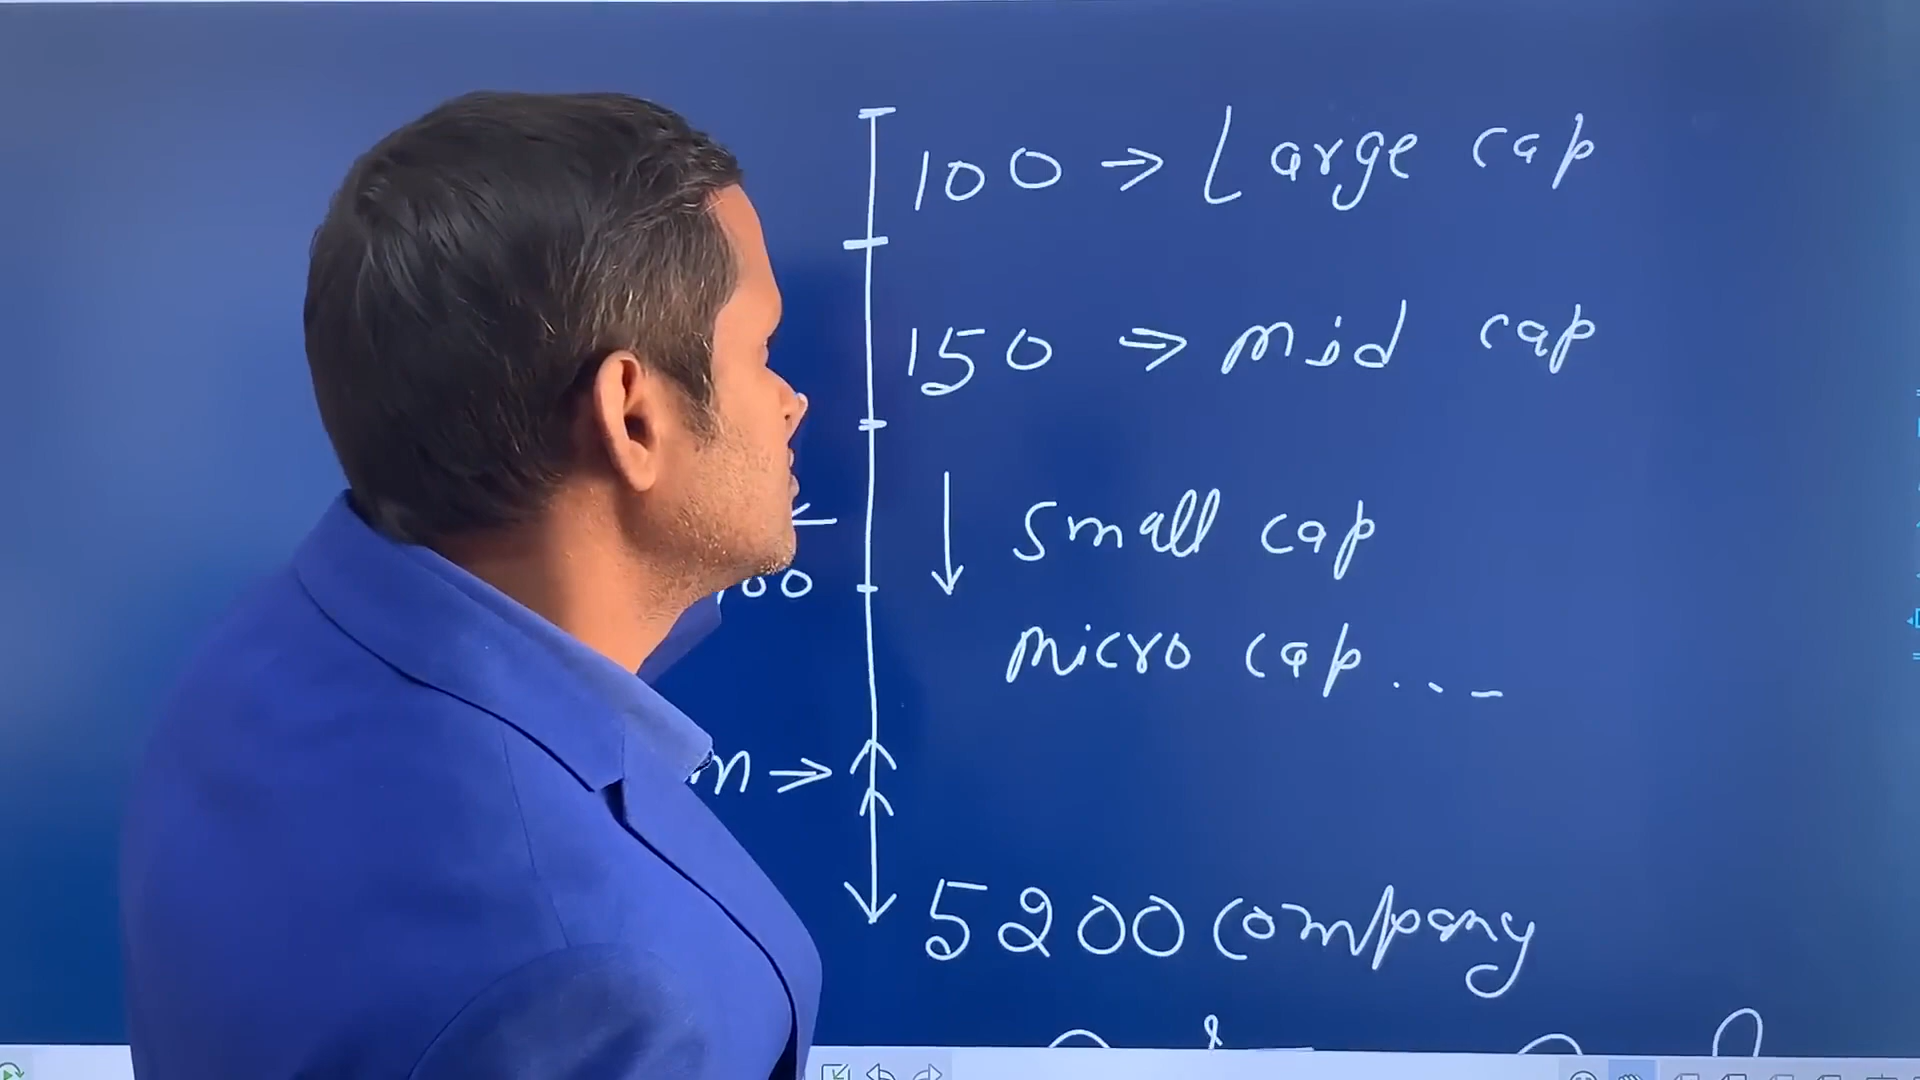 100 → Large cap
150 ⇒ mid cap
↓ small cap
micro cap...
5200 company